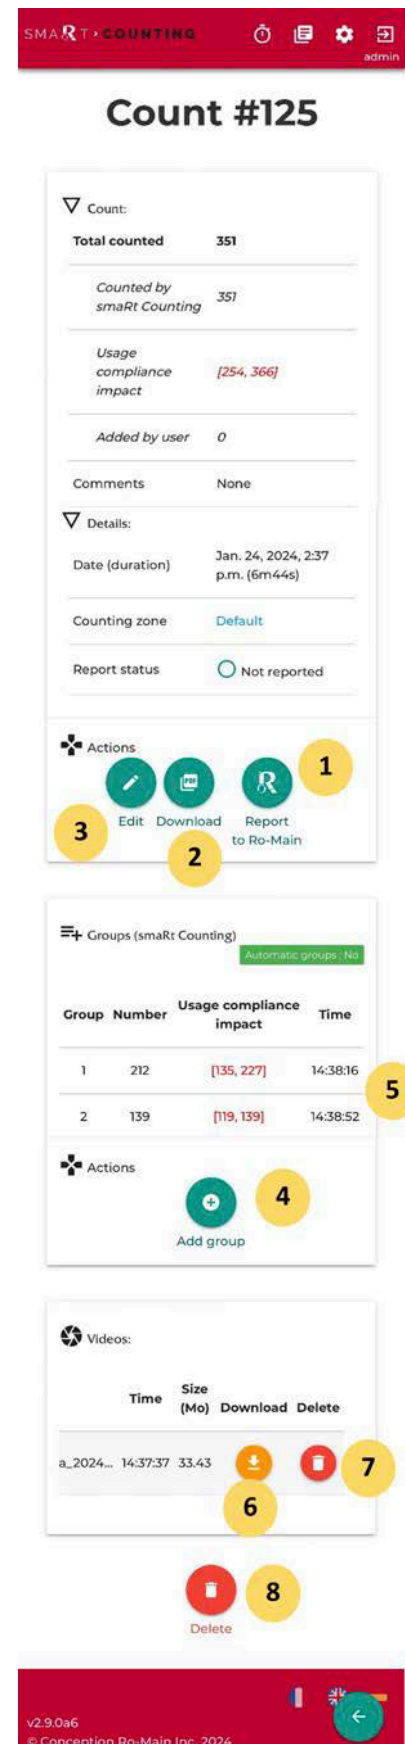 SMART COUNTING
admin
Count #125
Count:
Total counted 351
Counted by
smaRt Counting 351
Usage
compliance
impact [254, 366]
Added by user 0
Comments None
Details:
Date (duration) Jan. 24, 2024, 2:37
p.m. (6m44s)
Counting zone Default
Report status Not reported
Actions
1
PDF
R
3
Edit Download Report
to Ro-Main
2
Groups (smaRt Counting)
Automatic groups : No
Group Number Usage compliance
impact Time
1 212 [135, 227] 14:38:16
5
2 139 [119, 139] 14:38:52
Actions
4
Add group
Videos:
Time Size
(Mo) Download Delete
a_2024... 14:37:37 33.43
7
6
8
Delete
v2.9.0a6
© Conception Ro-Main Inc. 2024